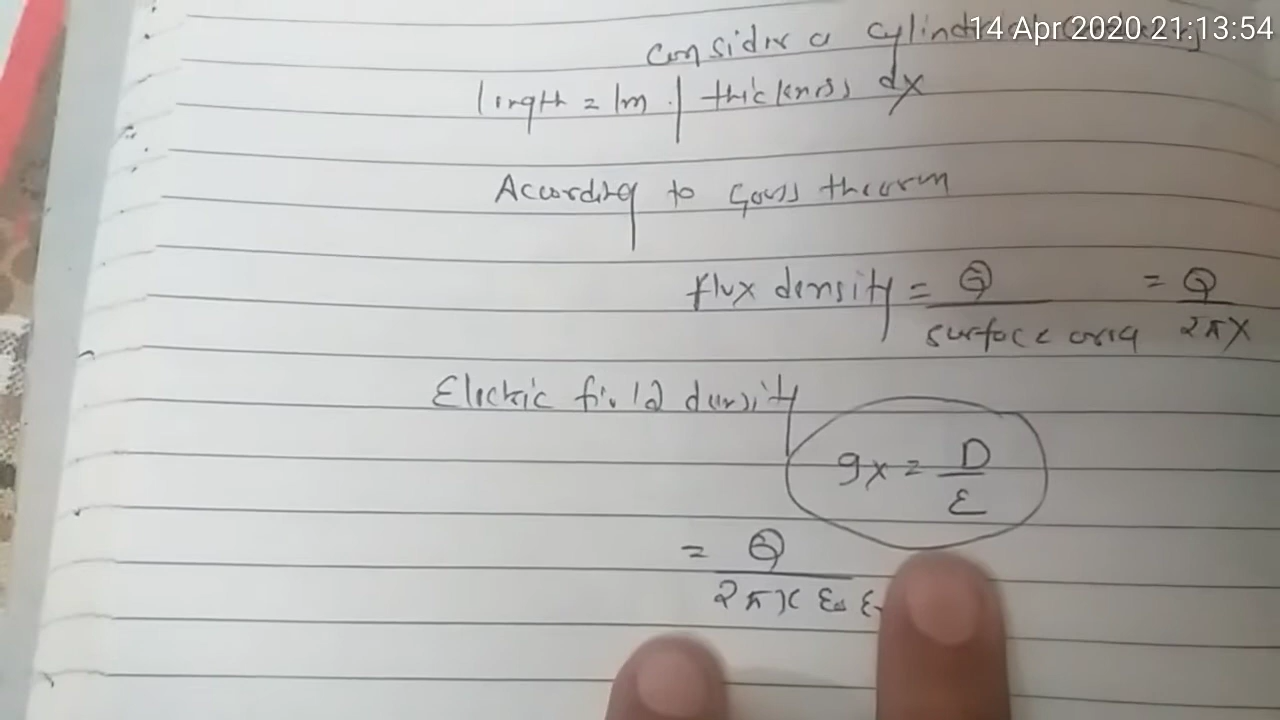 14 Apr 2020 21:13:54
Consider a
length = 1m . thickness dx
According to Gauss theorem
flux density = Q / surface area = Q / 2πx
Electric field density
gx = D / ε
= Q / 2πx ε₀ ε